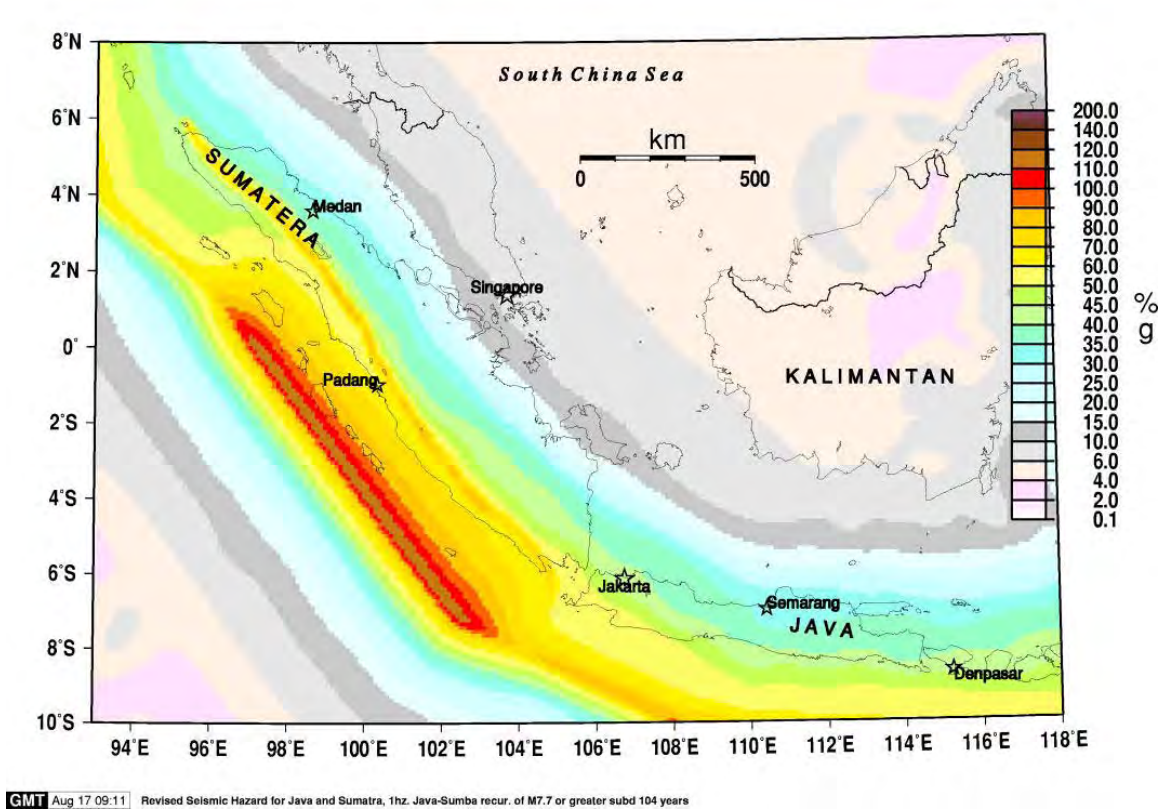 8˚N
6˚N
4˚N
2˚N
0˚
2˚S
4˚S
6˚S
8˚S
10˚S
South China Sea
km
0 500
SUMATERA
Medan
Singapore
Padang
KALIMANTAN
Jakarta
Semarang
JAVA
Denpasar
200.0
140.0
120.0
110.0
100.0
90.0
80.0
70.0
60.0
50.0
45.0
40.0
35.0
30.0
25.0
20.0
15.0
10.0
6.0
4.0
2.0
0.1
%
g
94˚E 96˚E 98˚E 100˚E 102˚E 104˚E 106˚E 108˚E 110˚E 112˚E 114˚E 116˚E 118˚E
GMT Aug 17 09:11 Revised Seismic Hazard for Java and Sumatra, 1hz. Java-Sumba recur. of M7.7 or greater subd 104 years